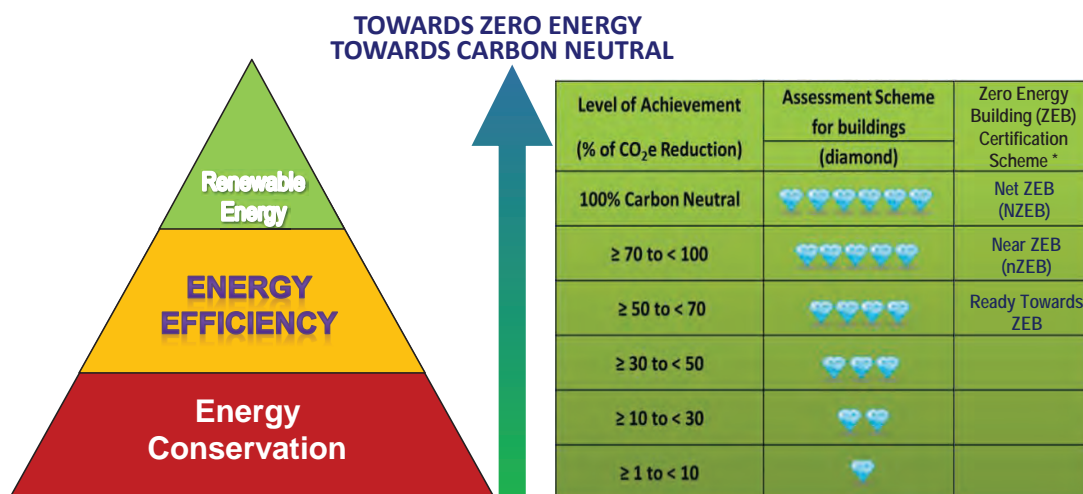 TOWARDS ZERO ENERGY
TOWARDS CARBON NEUTRAL
Renewable
Energy
ENERGY
EFFICIENCY
Energy
Conservation
Level of Achievement
(% of CO₂e Reduction)
Assessment Scheme
for buildings
(diamond)
Zero Energy
Building (ZEB)
Certification
Scheme *
100% Carbon Neutral
Net ZEB
(NZEB)
≥ 70 to < 100
Near ZEB
(nZEB)
≥ 50 to < 70
Ready Towards
ZEB
≥ 30 to < 50
≥ 10 to < 30
≥ 1 to < 10